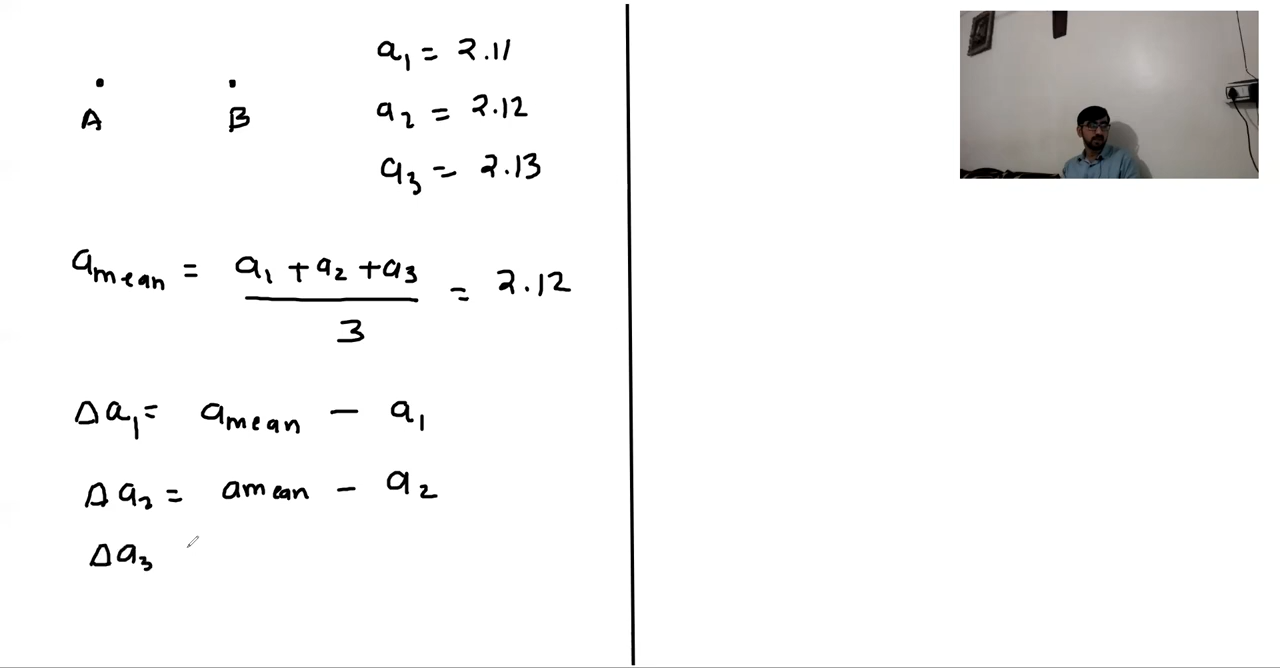 A B
a₁ = 2.11
a₂ = 2.12
a₃ = 2.13
amean = a₁ + a₂ + a₃ / 3 = 2.12
Δa₁ = amean - a₁
Δa₂ = amean - a₂
Δa₃